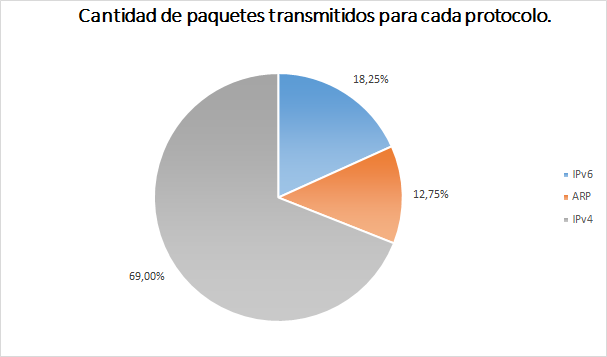 Cantidad de paquetes transmitidos para cada protocolo.
18,25%
12,75%
69,00%
IPv6
ARP
IPv4